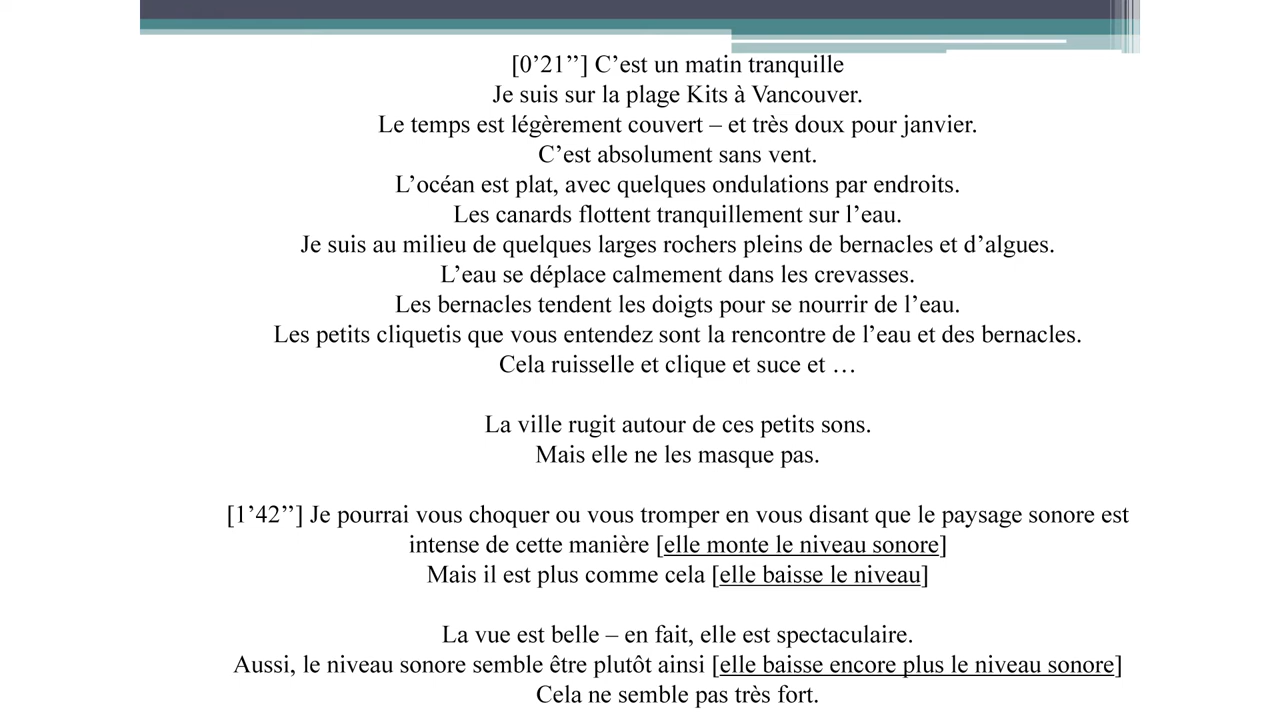 [0’21’’] C’est un matin tranquille
Je suis sur la plage Kits à Vancouver.
Le temps est légèrement couvert – et très doux pour janvier.
C’est absolument sans vent.
L’océan est plat, avec quelques ondulations par endroits.
Les canards flottent tranquillement sur l’eau.
Je suis au milieu de quelques larges rochers pleins de bernacles et d’algues.
L’eau se déplace calmement dans les crevasses.
Les bernacles tendent les doigts pour se nourrir de l’eau.
Les petits cliquetis que vous entendez sont la rencontre de l’eau et des bernacles.
Cela ruisselle et clique et suce et …
La ville rugit autour de ces petits sons.
Mais elle ne les masque pas.
[1’42’’] Je pourrai vous choquer ou vous tromper en vous disant que le paysage sonore est
intense de cette manière [elle monte le niveau sonore]
Mais il est plus comme cela [elle baisse le niveau]
La vue est belle – en fait, elle est spectaculaire.
Aussi, le niveau sonore semble être plutôt ainsi [elle baisse encore plus le niveau sonore]
Cela ne semble pas très fort.